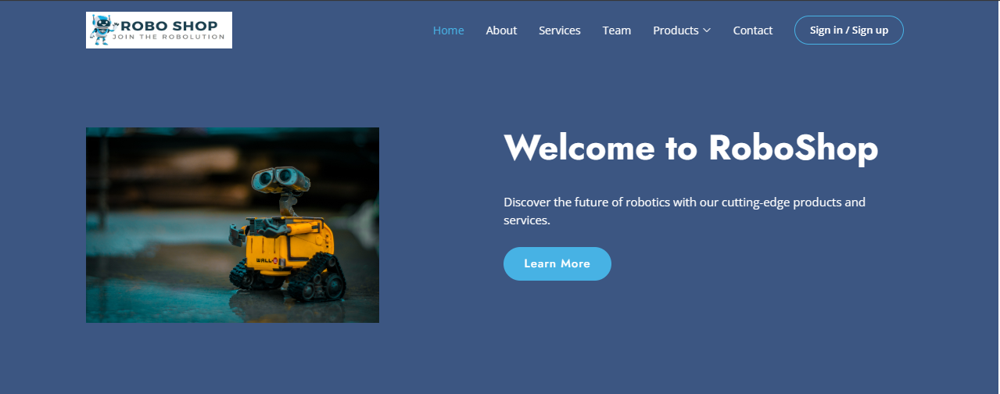 ROBO SHOP
JOIN THE ROBOLUTION
Home About Services Team Products Contact Sign in / Sign up
Welcome to RoboShop
Discover the future of robotics with our cutting-edge products and
services.
WALL-E
Learn More